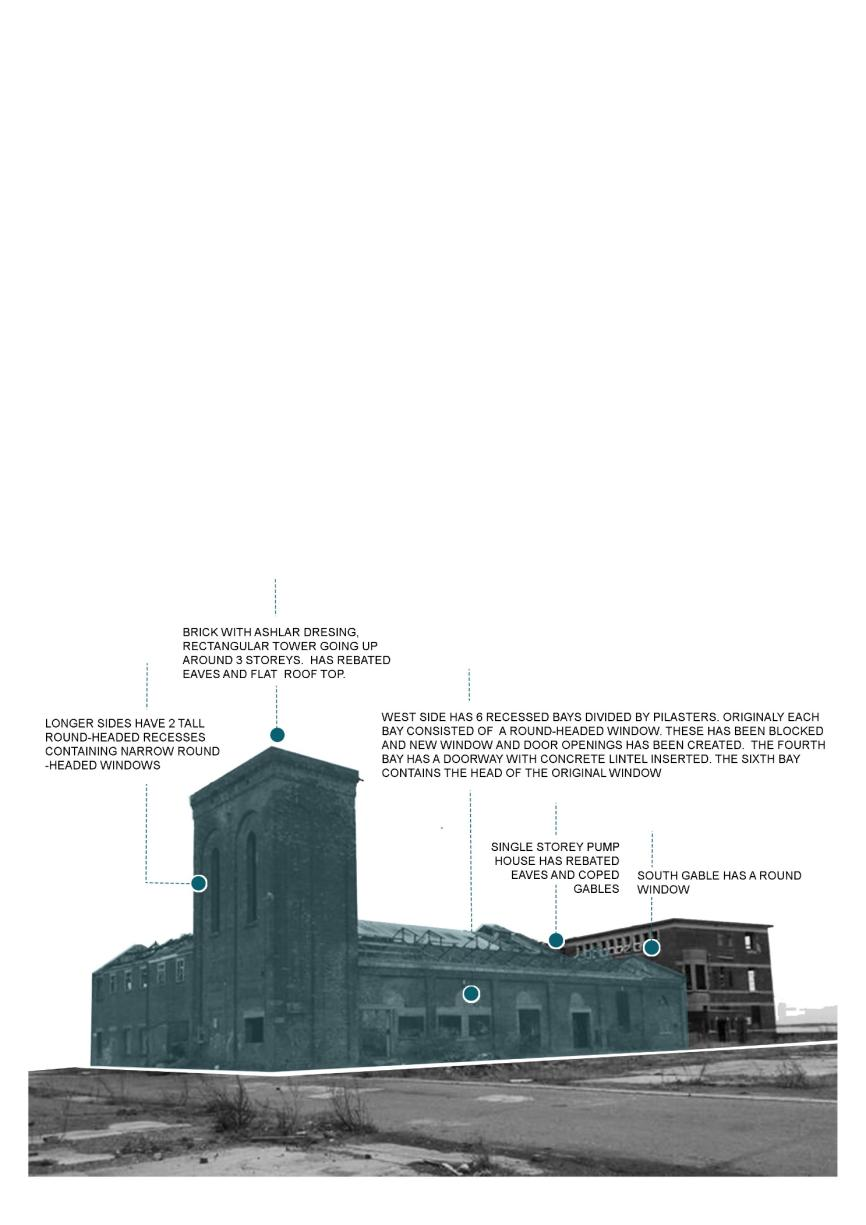 BRICK WITH ASHLAR DRESING,
RECTANGULAR TOWER GOING UP
AROUND 3 STOREYS.  HAS REBATED
EAVES AND FLAT  ROOF TOP.
LONGER SIDES HAVE 2 TALL
ROUND-HEADED RECESSES
CONTAINING NARROW ROUND
-HEADED WINDOWS
WEST SIDE HAS 6 RECESSED BAYS DIVIDED BY PILASTERS. ORIGINALY EACH
BAY CONSISTED OF  A ROUND-HEADED WINDOW. THESE HAS BEEN BLOCKED
AND NEW WINDOW AND DOOR OPENINGS HAS BEEN CREATED.  THE FOURTH
BAY HAS A DOORWAY WITH CONCRETE LINTEL INSERTED. THE SIXTH BAY
CONTAINS THE HEAD OF THE ORIGINAL WINDOW
SINGLE STOREY PUMP
HOUSE HAS REBATED
EAVES AND COPED
GABLES
SOUTH GABLE HAS A ROUND
WINDOW